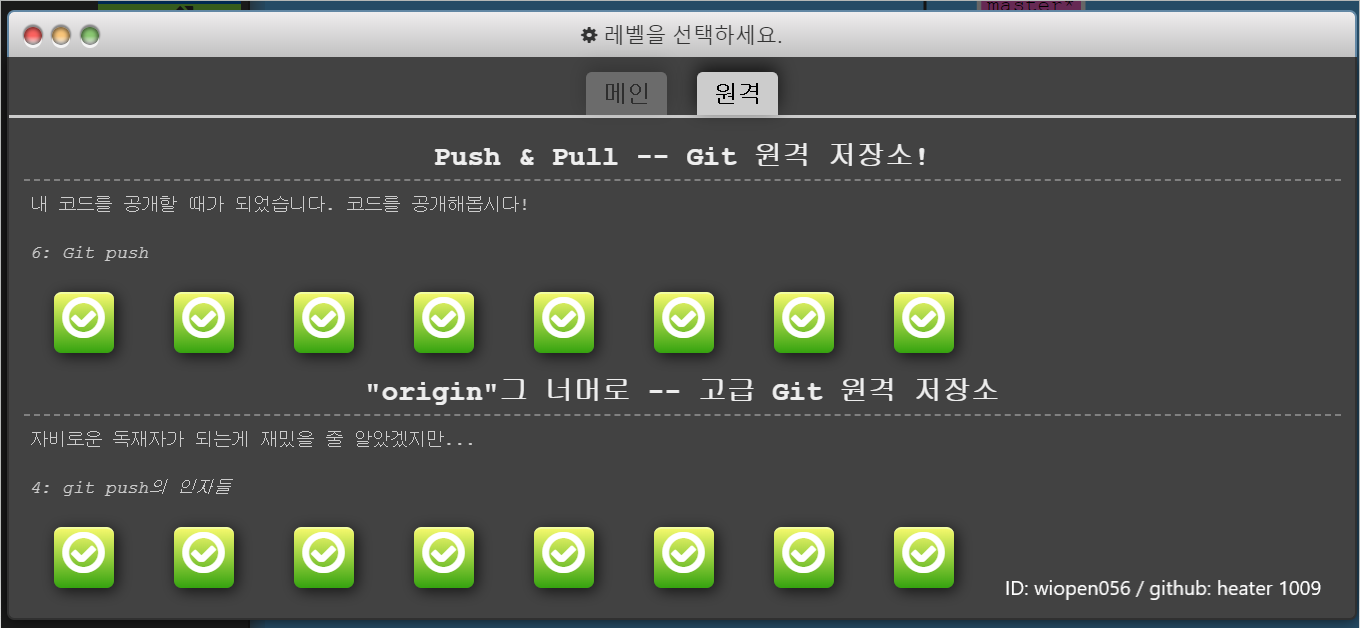 master*
레벨을 선택하세요.
메인 원격
Push & Pull -- Git 원격 저장소!
내 코드를 공개할 때가 되었습니다. 코드를 공개해봅시다!
6: Git push
"origin"그 너머로 -- 고급 Git 원격 저장소
자비로운 독재자가 되는게 재밌을 줄 알았겠지만...
4: git push의 인자들
ID: wiopen056 / github: heater 1009